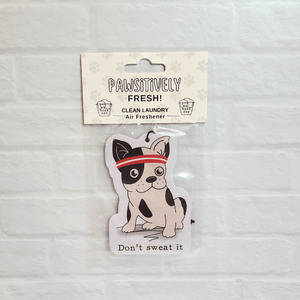 PAWSITIVELY
FRESH!
CLEAN LAUNDRY
Air Freshener
Don't sweat it